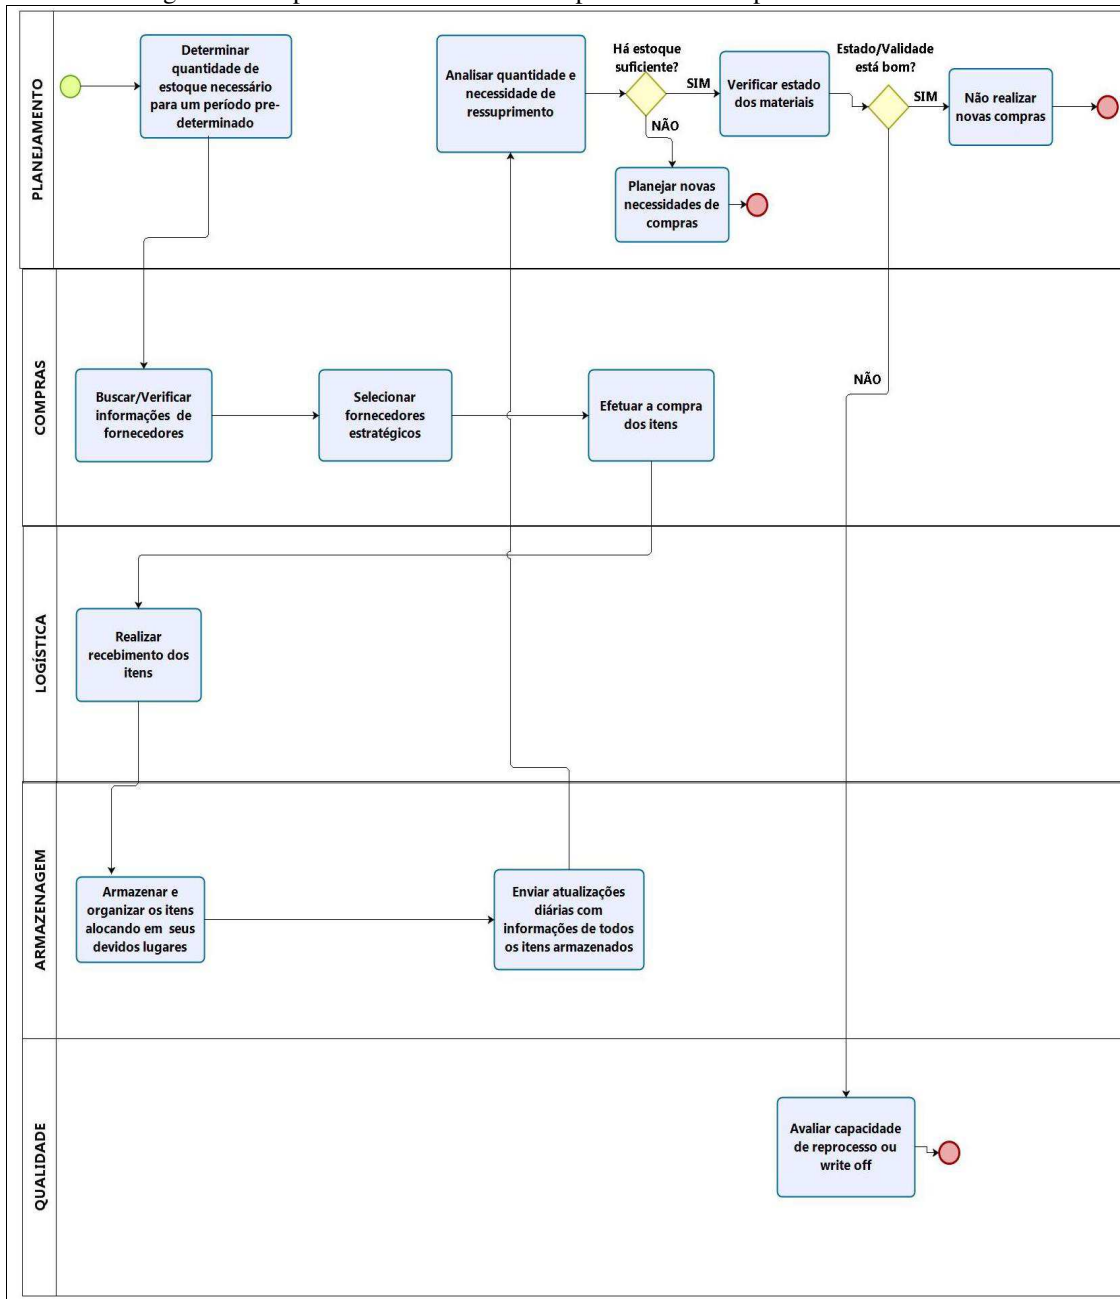 PLANEJAMENTO
Determinar
quantidade de
estoque necessário
para um período pre-
determinado
Analisar quantidade e
necessidade de
ressuprimento
Há estoque
suficiente?
SIM
NÃO
Verificar estado
dos materiais
Estado/Validade
está bom?
SIM
Não realizar
novas compras
Planejar novas
necessidades de
compras
COMPRAS
Buscar/Verificar
informações de
fornecedores
Selecionar
fornecedores
estratégicos
Efetuar a compra
dos itens
NÃO
LOGÍSTICA
Realizar
recebimento dos
itens
ARMAZENAGEM
Armazenar e
organizar os itens
alocando em seus
devidos lugares
Enviar atualizações
diárias com
informações de todos
os itens armazenados
QUALIDADE
Avaliar capacidade
de reprocesso ou
write off